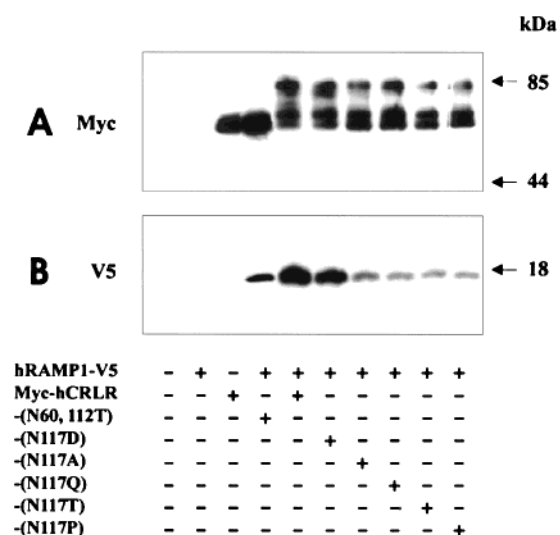 kDa
85
A Myc
44
B V5
18
hRAMP1-V5 - + - + + + + + + +
Myc-hCRLR - - + - + - - - - -
-(N60, 112T) - - - + - - - - - -
-(N117D) - - - - - + - - - -
-(N117A) - - - - - - + - - -
-(N117Q) - - - - - - - + - -
-(N117T) - - - - - - - - + -
-(N117P) - - - - - - - - - +